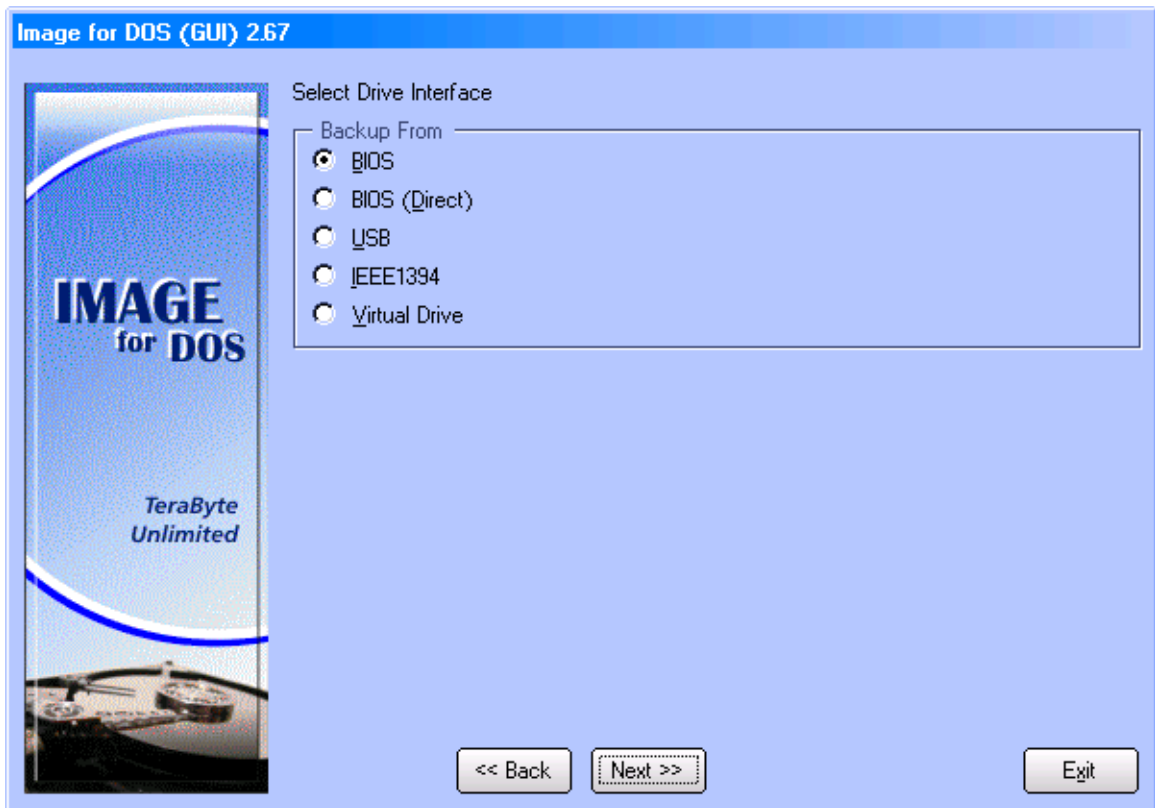 Image for DOS (GUI) 2.67
Select Drive Interface
Backup From
BIOS
BIOS (Direct)
USB
IEEE1394
Virtual Drive
IMAGE
for DOS
TeraByte
Unlimited
<< Back
Next >>
Exit